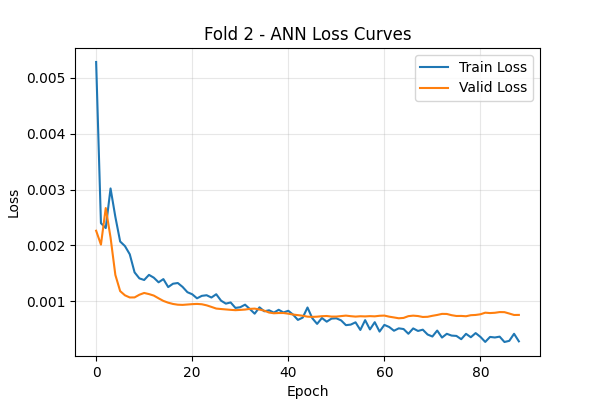 Fold 2 - ANN Loss Curves
Train Loss
Valid Loss
Loss
0.005
0.004
0.003
0.002
0.001
0 20 40 60 80
Epoch